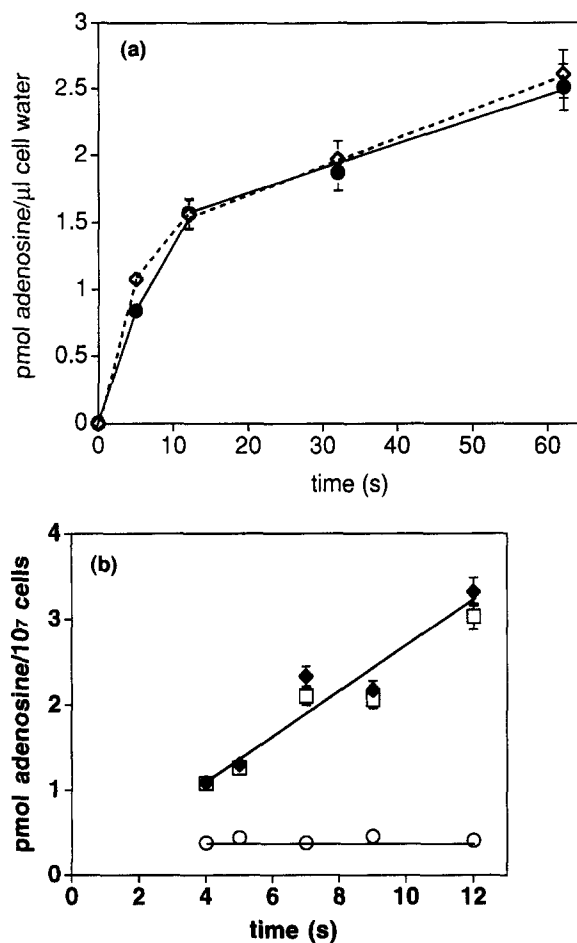 (a)
pmol adenosine/µl cell water
3
2.5
2
1.5
1
0.5
0
0 10 20 30 40 50 60
time (s)
(b)
pmol adenosine/10⁷ cells
4
3
2
1
0
0 2 4 6 8 10 12
time (s)